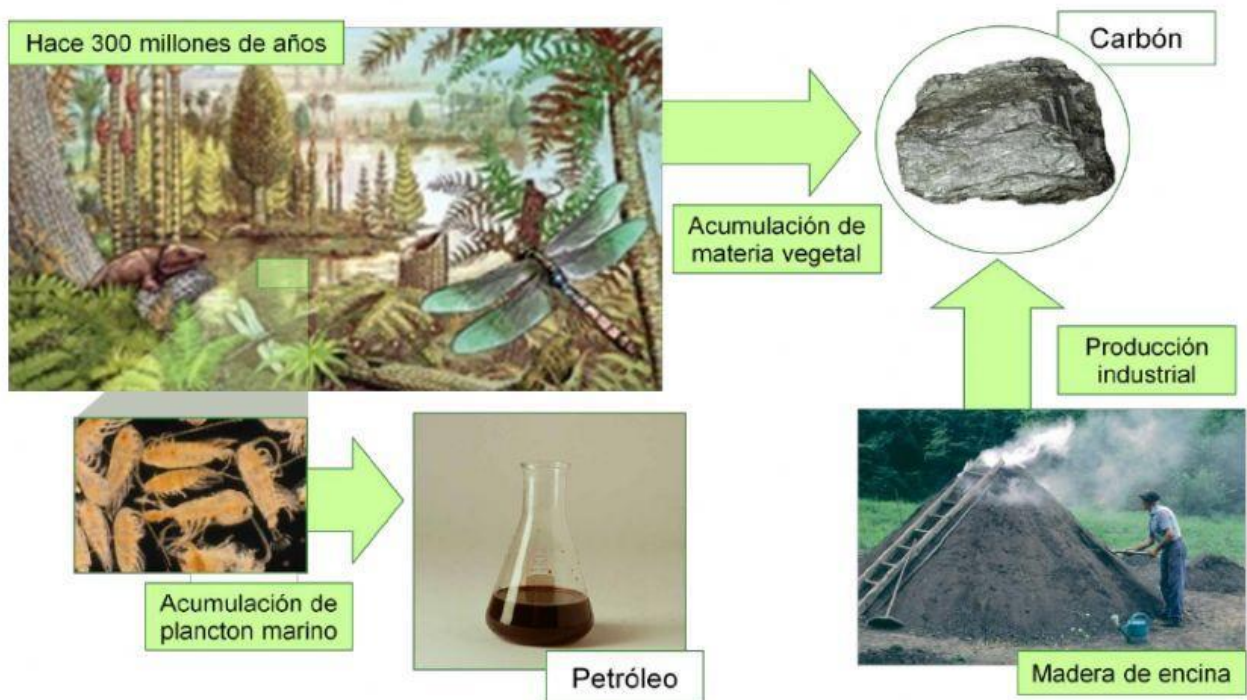 Hace 300 millones de años
Carbón
Acumulación de
materia vegetal
Producción
industrial
Acumulación de
plancton marino
Petróleo
Madera de encina